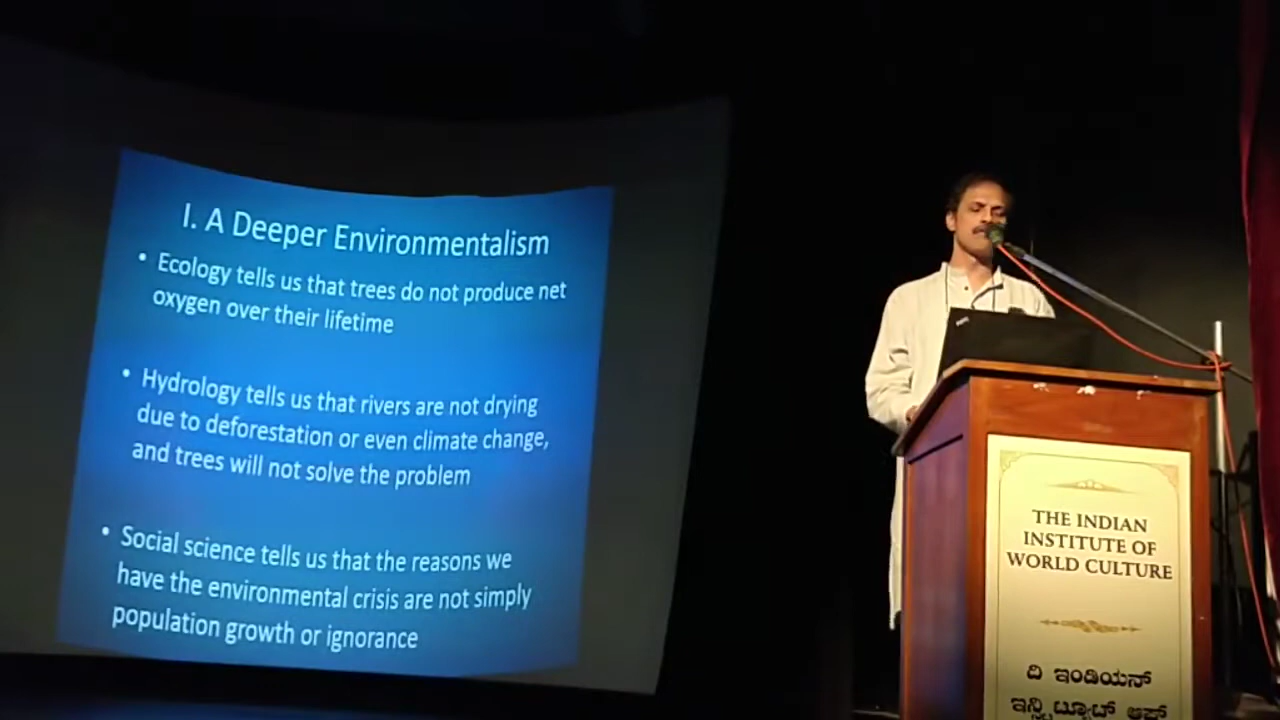 I. A Deeper Environmentalism
• Ecology tells us that trees do not produce net
oxygen over their lifetime
• Hydrology tells us that rivers are not drying
due to deforestation or even climate change,
and trees will not solve the problem
• Social science tells us that the reasons we
have the environmental crisis are not simply
population growth or ignorance
THE INDIAN
INSTITUTE OF
WORLD CULTURE
ದಿ ಇಂಡಿಯನ್
ಇನ್ಸ್ಟಿಟ್ಯೂಟ್ ಆಫ್